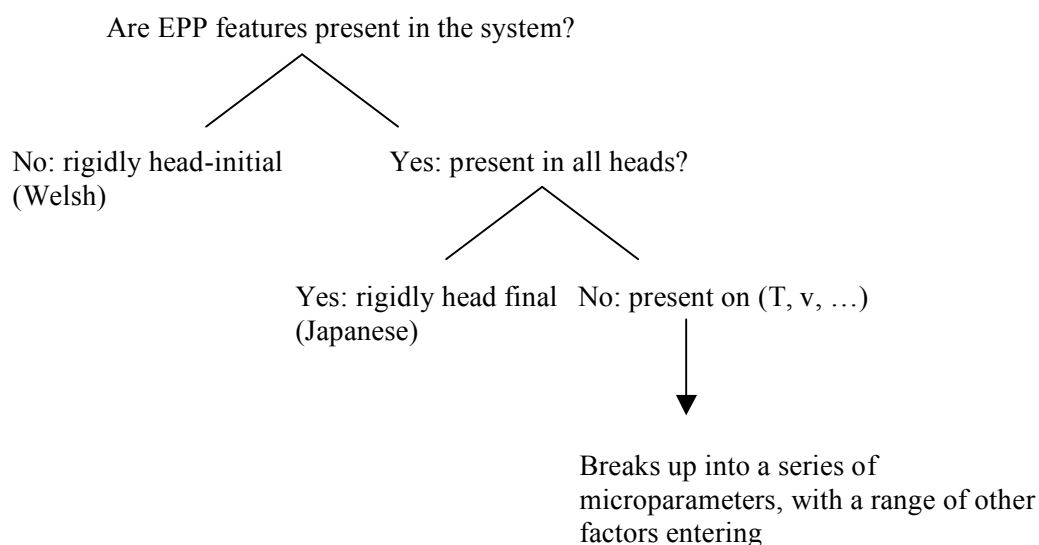 Are EPP features present in the system?
No: rigidly head-initial
(Welsh)
Yes: present in all heads?
Yes: rigidly head final
(Japanese)
No: present on (T, v, …)
Breaks up into a series of
microparameters, with a range of other
factors entering